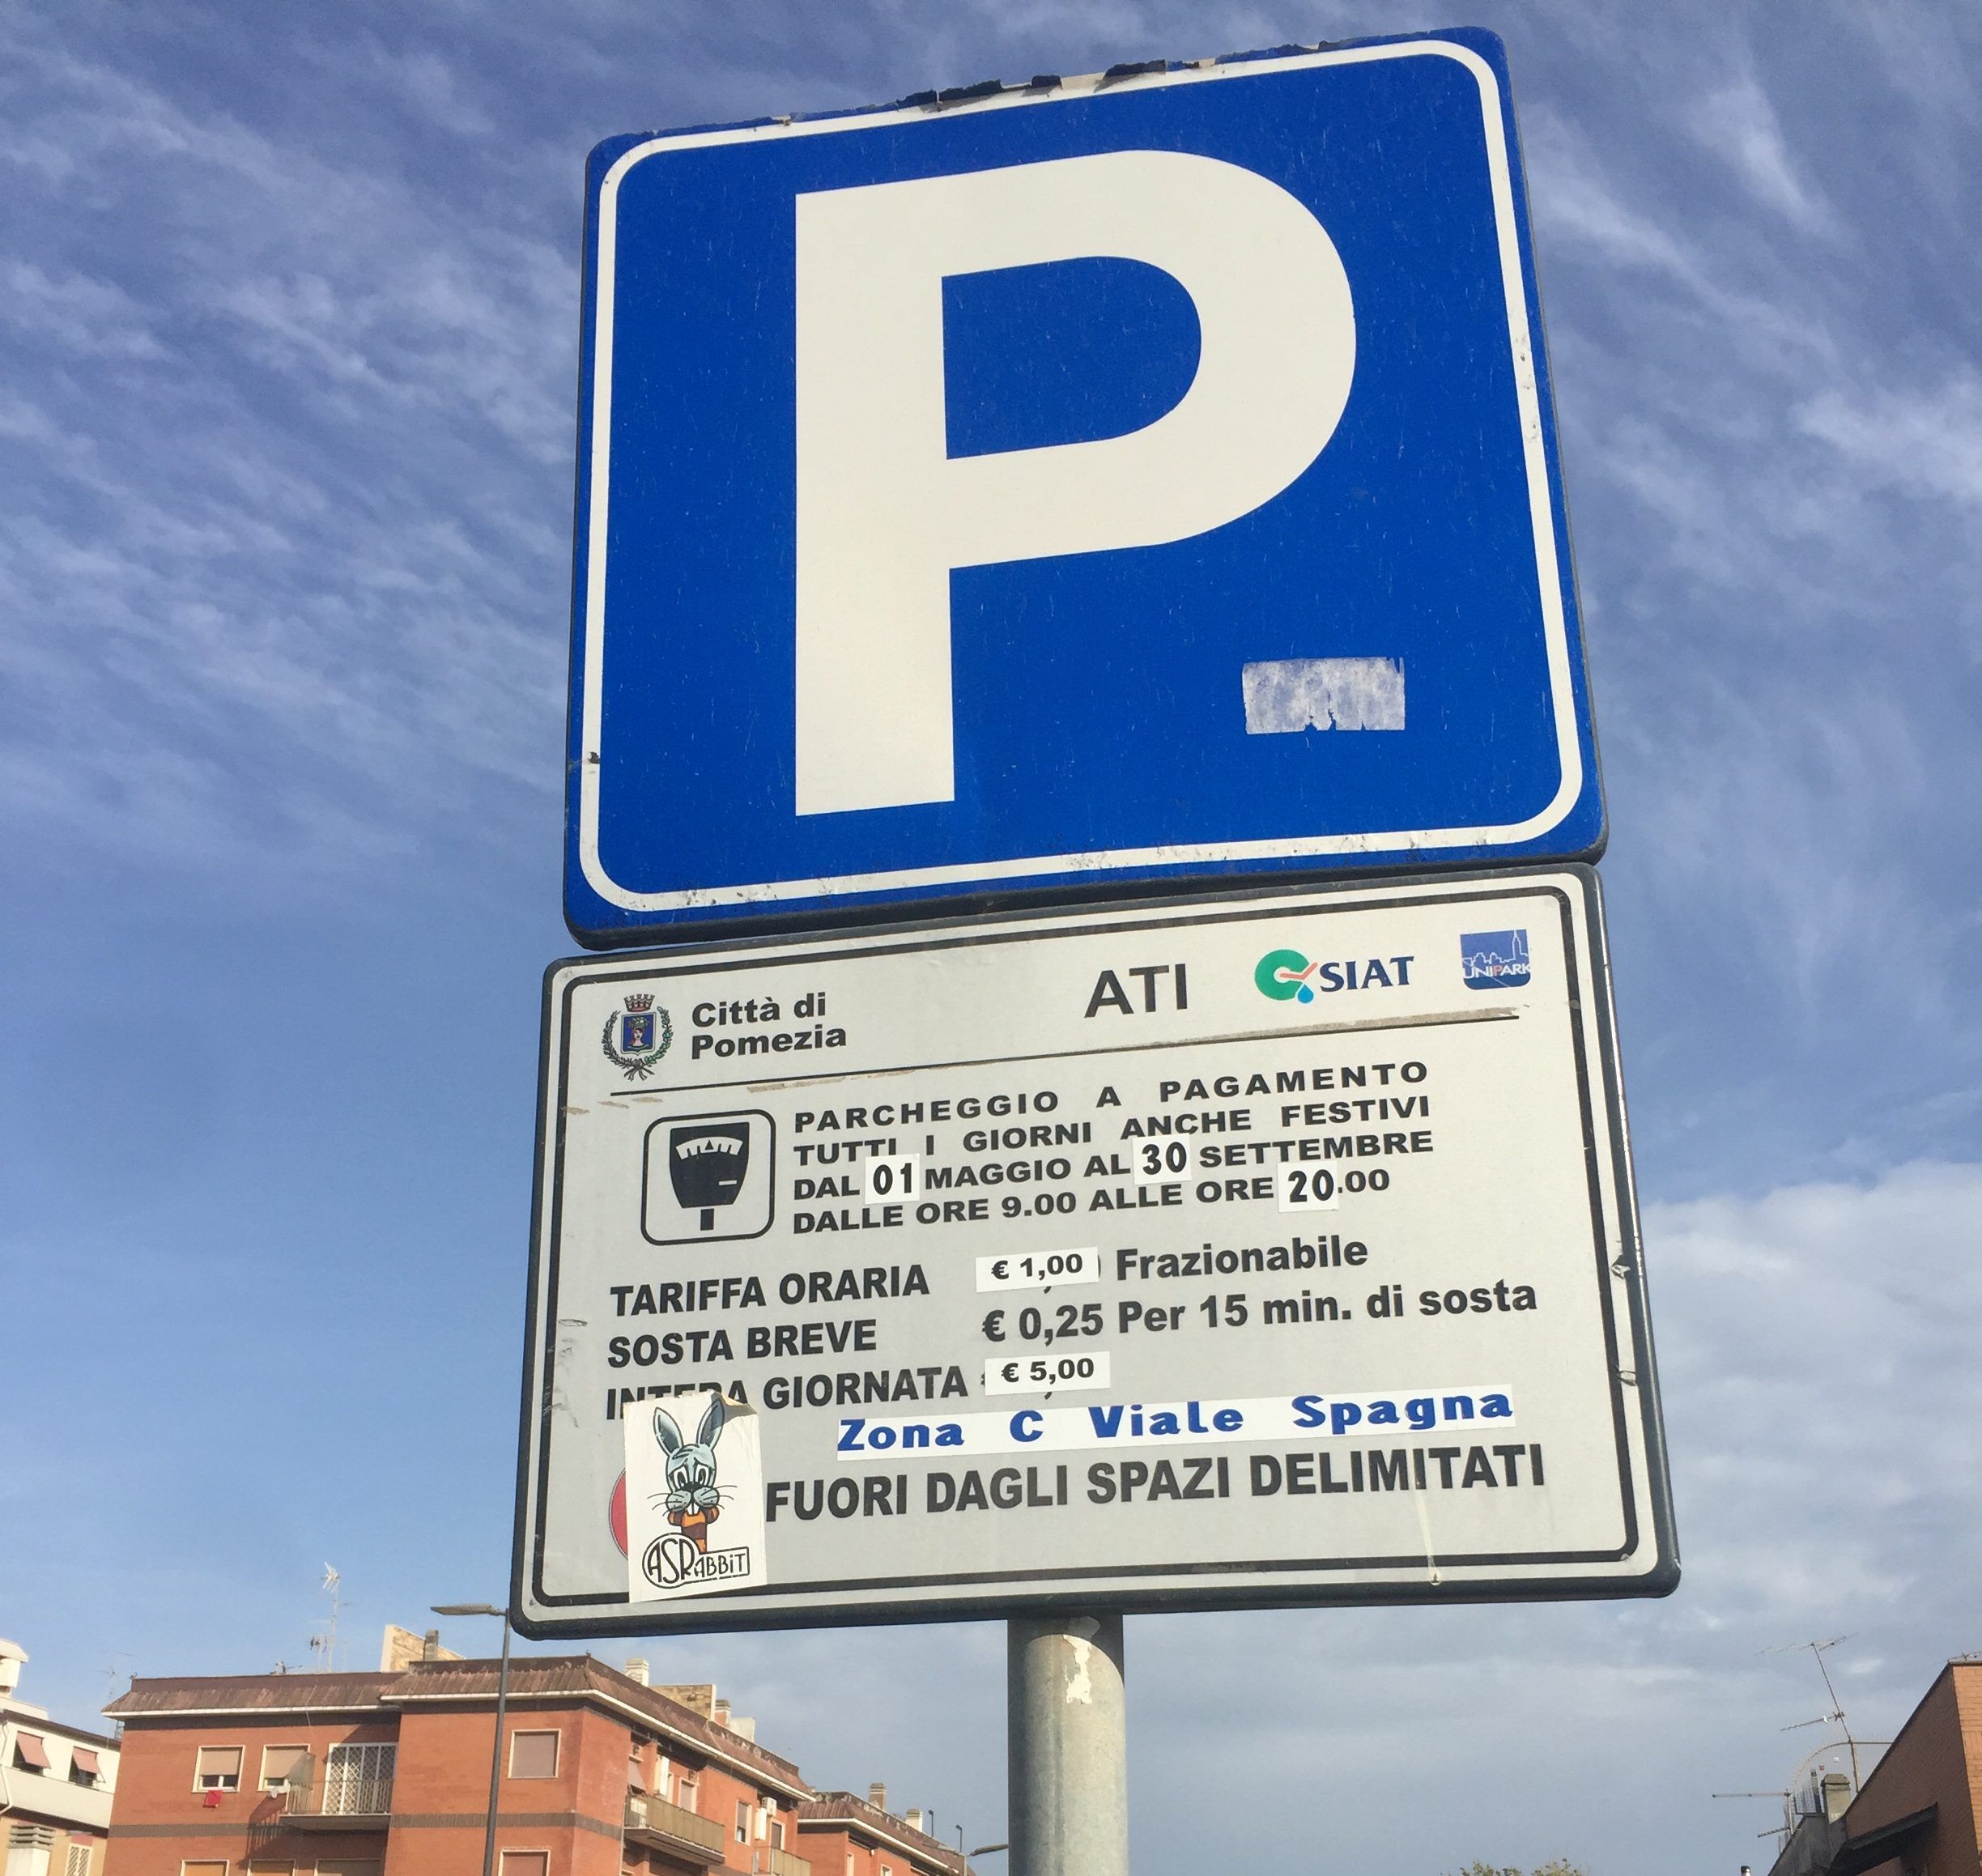 P
Città di
Pomezia
ATI
SIAT
UNIPARK
PARCHEGGIO A PAGAMENTO
TUTTI I GIORNI ANCHE FESTIVI
DAL 01 MAGGIO AL 30 SETTEMBRE
DALLE ORE 9.00 ALLE ORE 20.00
TARIFFA ORARIA € 1,00 Frazionabile
SOSTA BREVE € 0,25 Per 15 min. di sosta
INTERA GIORNATA € 5,00
Zona C Viale Spagna
FUORI DAGLI SPAZI DELIMITATI
ASRABBiT